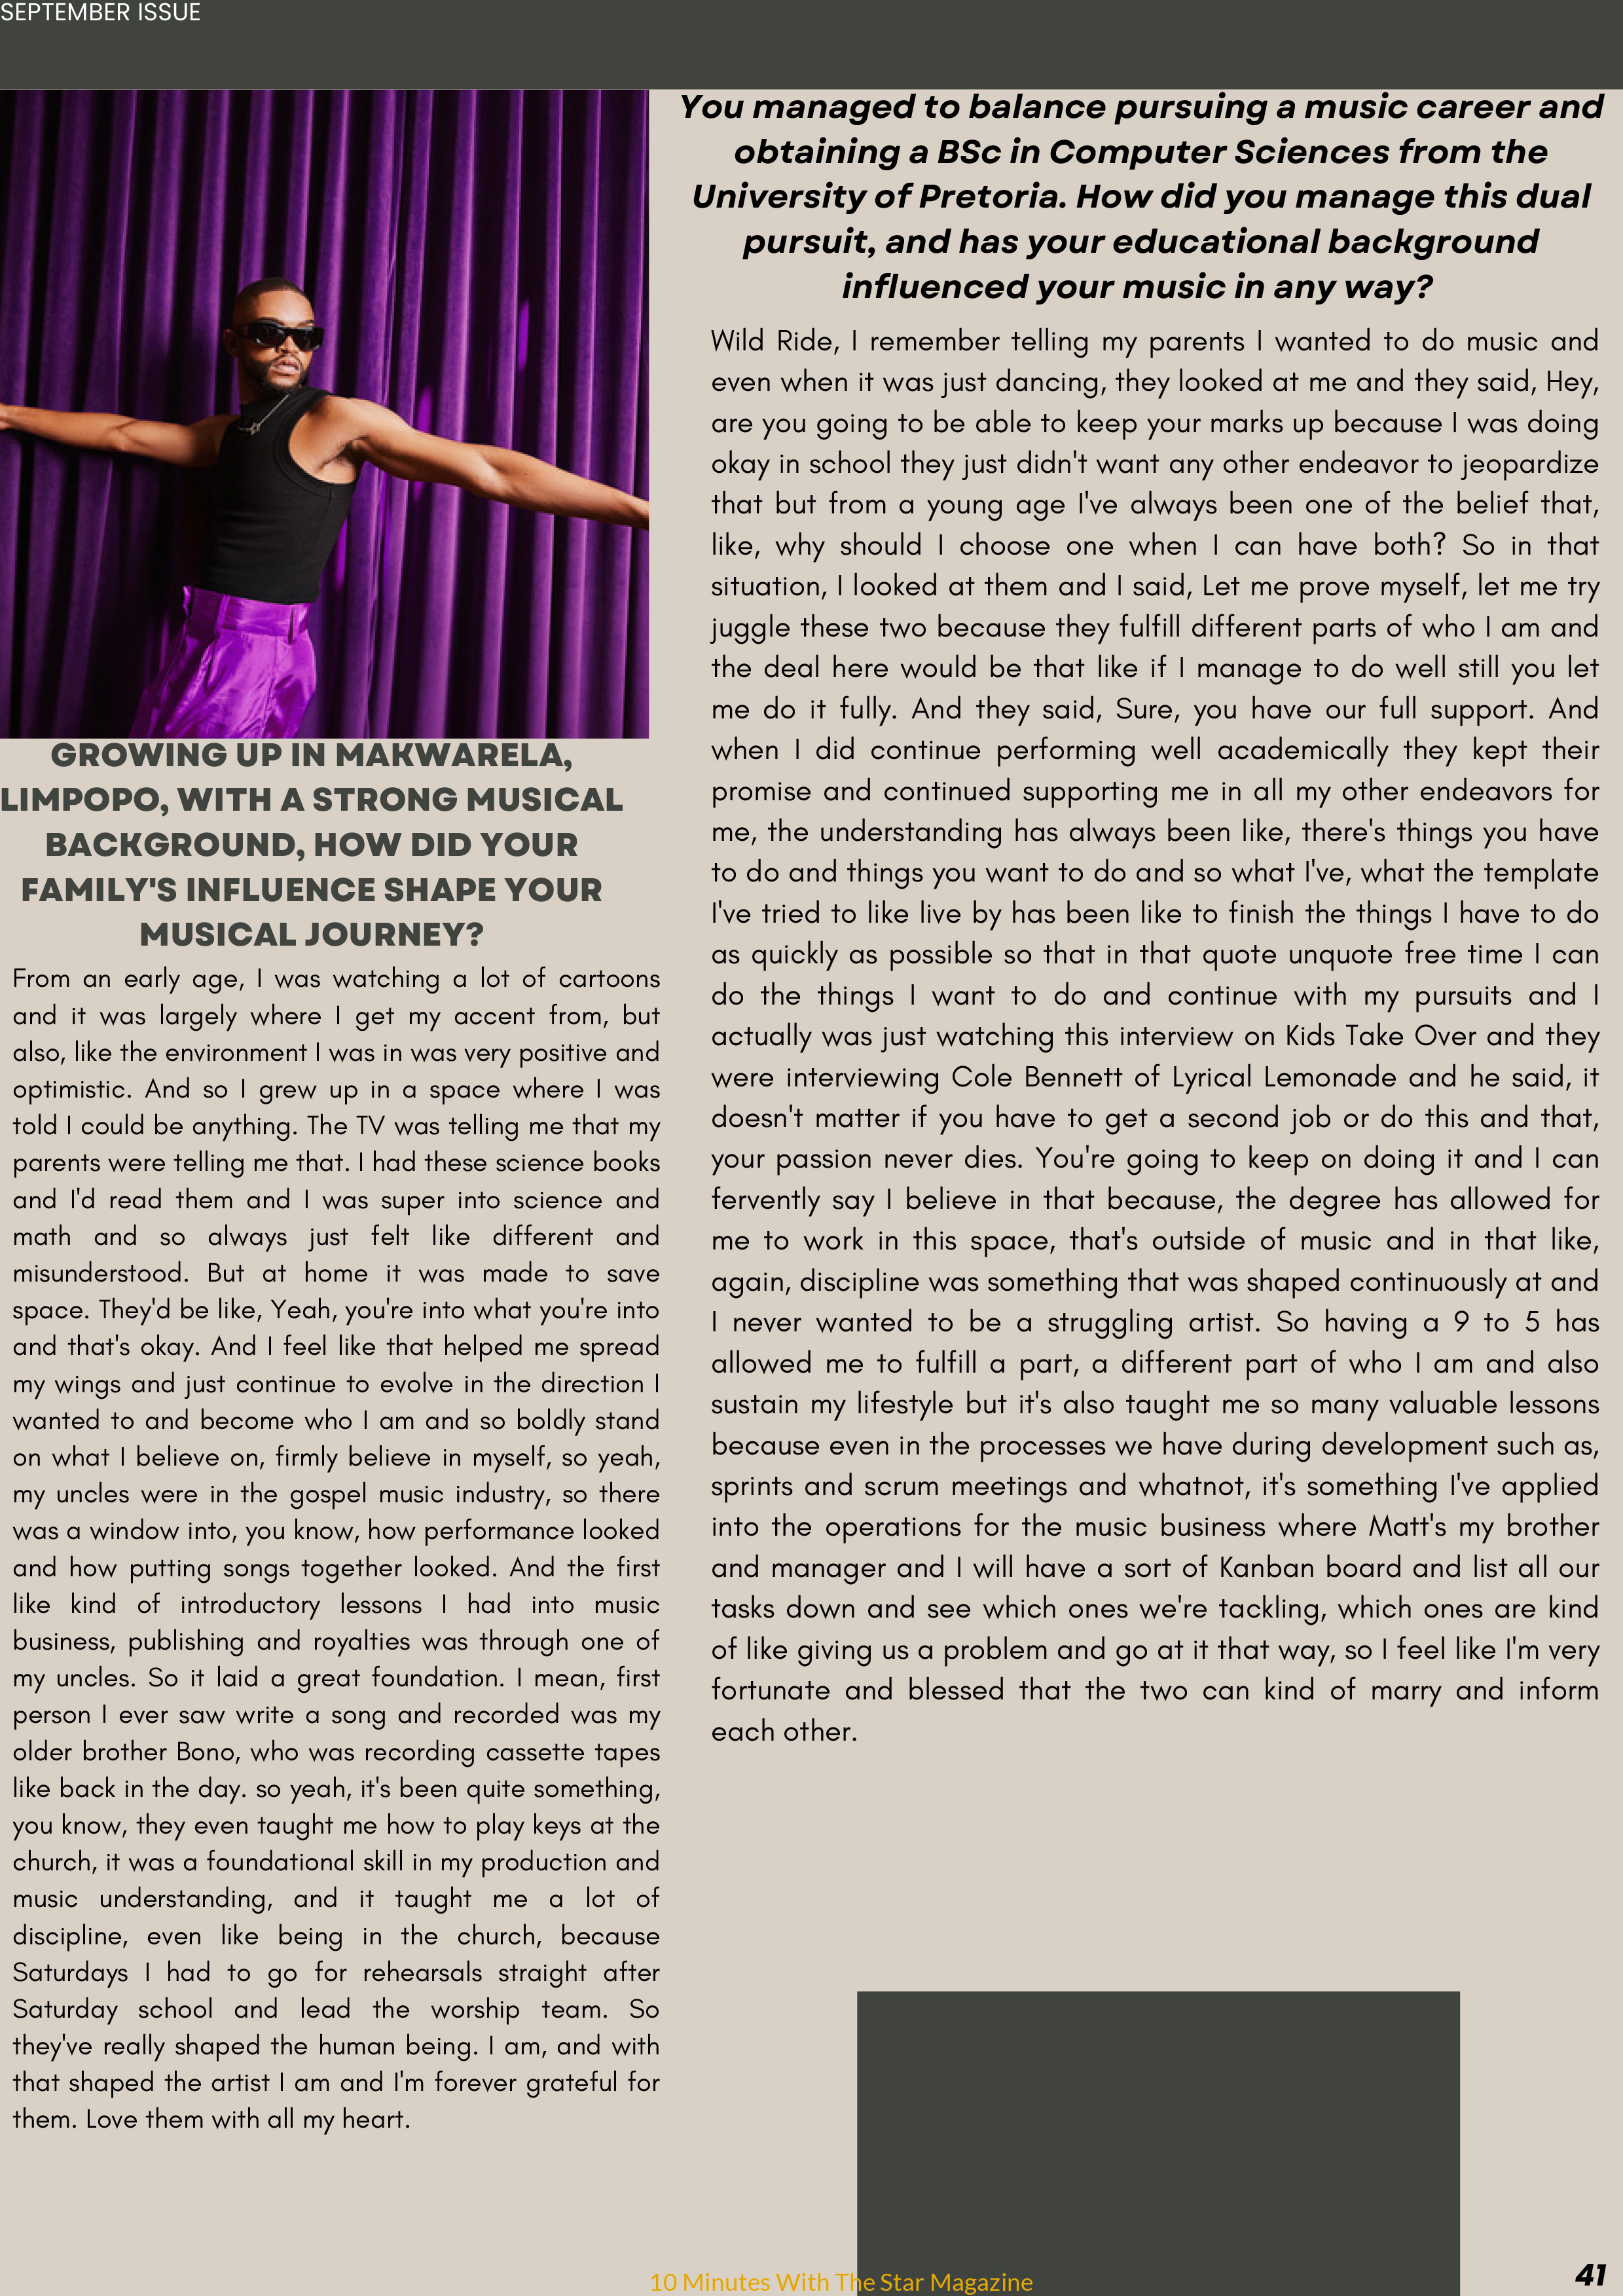 SEPTEMBER ISSUE
GROWING UP IN MAKWARELA,
LIMPOPO, WITH A STRONG MUSICAL
BACKGROUND, HOW DID YOUR
FAMILY'S INFLUENCE SHAPE YOUR
MUSICAL JOURNEY?
From an early age, I was watching a lot of cartoons
and it was largely where I get my accent from, but
also, like the environment I was in was very positive and
optimistic. And so I grew up in a space where I was
told I could be anything. The TV was telling me that my
parents were telling me that. I had these science books
and I'd read them and I was super into science and
math and so always just felt like different and
misunderstood. But at home it was made to save
space. They'd be like, Yeah, you're into what you're into
and that's okay. And I feel like that helped me spread
my wings and just continue to evolve in the direction I
wanted to and become who I am and so boldly stand
on what I believe on, firmly believe in myself, so yeah,
my uncles were in the gospel music industry, so there
was a window into, you know, how performance looked
and how putting songs together looked. And the first
like kind of introductory lessons I had into music
business, publishing and royalties was through one of
my uncles. So it laid a great foundation. I mean, first
person I ever saw write a song and recorded was my
older brother Bono, who was recording cassette tapes
like back in the day. so yeah, it's been quite something,
you know, they even taught me how to play keys at the
church, it was a foundational skill in my production and
music understanding, and it taught me a lot of
discipline, even like being in the church, because
Saturdays I had to go for rehearsals straight after
Saturday school and lead the worship team. So
they've really shaped the human being. I am, and with
that shaped the artist I am and I'm forever grateful for
them. Love them with all my heart.
You managed to balance pursuing a music career and
obtaining a BSc in Computer Sciences from the
University of Pretoria. How did you manage this dual
pursuit, and has your educational background
influenced your music in any way?
Wild Ride, I remember telling my parents I wanted to do music and
even when it was just dancing, they looked at me and they said, Hey,
are you going to be able to keep your marks up because I was doing
okay in school they just didn't want any other endeavor to jeopardize
that but from a young age I've always been one of the belief that,
like, why should I choose one when I can have both? So in that
situation, I looked at them and I said, Let me prove myself, let me try
juggle these two because they fulfill different parts of who I am and
the deal here would be that like if I manage to do well still you let
me do it fully. And they said, Sure, you have our full support. And
when I did continue performing well academically they kept their
promise and continued supporting me in all my other endeavors for
me, the understanding has always been like, there's things you have
to do and things you want to do and so what I've, what the template
I've tried to like live by has been like to finish the things I have to do
as quickly as possible so that in that quote unquote free time I can
do the things I want to do and continue with my pursuits and I
actually was just watching this interview on Kids Take Over and they
were interviewing Cole Bennett of Lyrical Lemonade and he said, it
doesn't matter if you have to get a second job or do this and that,
your passion never dies. You're going to keep on doing it and I can
fervently say I believe in that because, the degree has allowed for
me to work in this space, that's outside of music and in that like,
again, discipline was something that was shaped continuously at and
I never wanted to be a struggling artist. So having a 9 to 5 has
allowed me to fulfill a part, a different part of who I am and also
sustain my lifestyle but it's also taught me so many valuable lessons
because even in the processes we have during development such as,
sprints and scrum meetings and whatnot, it's something I've applied
into the operations for the music business where Matt's my brother
and manager and I will have a sort of Kanban board and list all our
tasks down and see which ones we're tackling, which ones are kind
of like giving us a problem and go at it that way, so I feel like I'm very
fortunate and blessed that the two can kind of marry and inform
each other.
10 Minutes With The Star Magazine
41